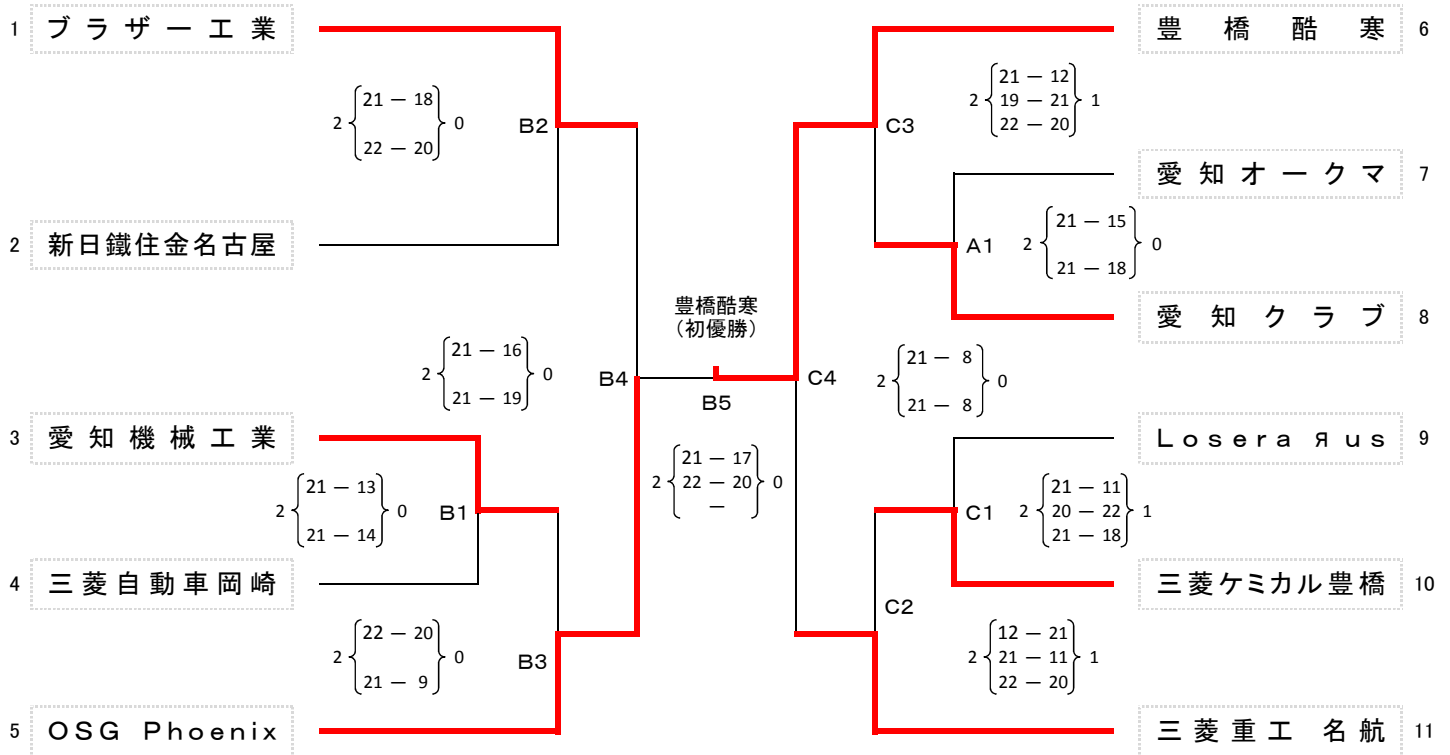 1 ブラザー工業
2 21 － 18 0
22 － 20
B2
2 新日鐵住金名古屋
2 21 － 16 0
21 － 19
B4
3 愛知機械工業
2 21 － 13 0
21 － 14
B1
4 三菱自動車岡崎
2 22 － 20 0
21 － 9
B3
5 OSG Phoenix
豊橋酷寒
（初優勝）
B5
21 － 17
2 22 － 20 0
－
豊橋酷寒 6
21 － 12
2 19 － 21 1
22 － 20
C3
愛知オークマ 7
2 21 － 15 0
21 － 18
A1
愛知クラブ 8
2 21 － 8 0
21 － 8
C4
Losera Я us 9
21 － 11
2 20 － 22 1
21 － 18
C1
三菱ケミカル豊橋 10
C2
12 － 21
2 21 － 11 1
22 － 20
三菱重工 名航 11